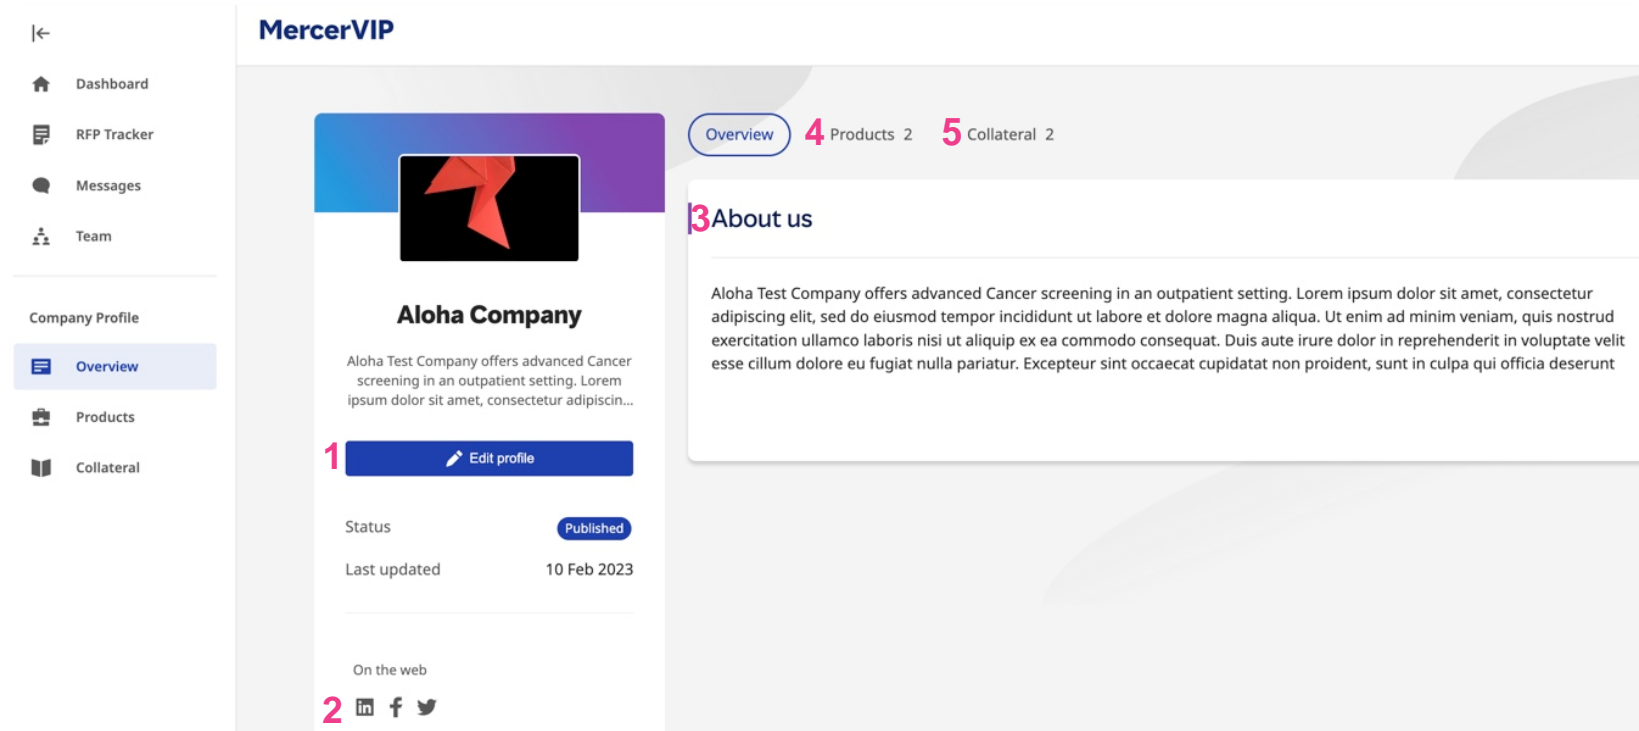 MercerVIP
Dashboard
RFP Tracker
Messages
Team
Company Profile
Overview
Products
Collateral
Aloha Company
Aloha Test Company offers advanced Cancer
screening in an outpatient setting. Lorem
ipsum dolor sit amet, consectetur adipiscin...
1 Edit profile
Status Published
Last updated 10 Feb 2023
On the web
2 in f
Overview 4 Products 2 5 Collateral 2
3 About us
Aloha Test Company offers advanced Cancer screening in an outpatient setting. Lorem ipsum dolor sit amet, consectetur
adipiscing elit, sed do eiusmod tempor incididunt ut labore et dolore magna aliqua. Ut enim ad minim veniam, quis nostrud
exercitation ullamco laboris nisi ut aliquip ex ea commodo consequat. Duis aute irure dolor in reprehenderit in voluptate velit
esse cillum dolore eu fugiat nulla pariatur. Excepteur sint occaecat cupidatat non proident, sunt in culpa qui officia deserunt